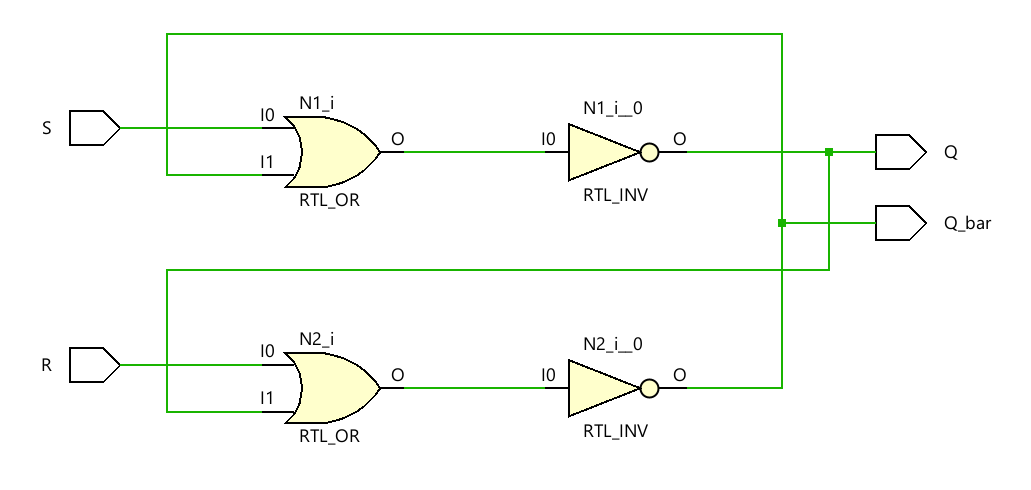 N1_i
N1_i__0
S
I0
O
I0
O
Q
I1
RTL_OR
RTL_INV
Q_bar
N2_i
N2_i__0
R
I0
O
I0
O
I1
RTL_OR
RTL_INV